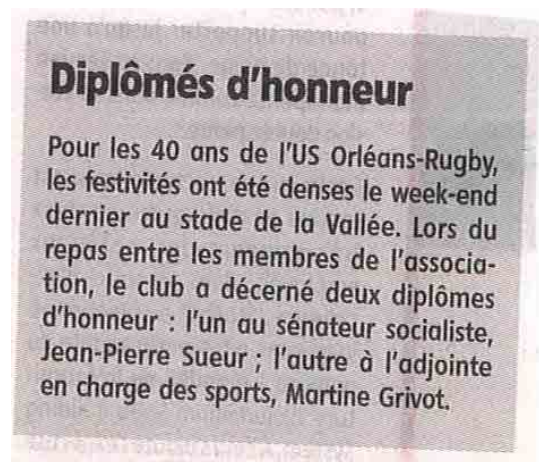 Diplômés d'honneur
Pour les 40 ans de l'US Orléans-Rugby,
les festivités ont été denses le week-end
dernier au stade de la Vallée. Lors du
repas entre les membres de l'associa-
tion, le club a décerné deux diplômes
d'honneur : l'un au sénateur socialiste,
Jean-Pierre Sueur ; l'autre à l'adjointe
en charge des sports, Martine Grivot.